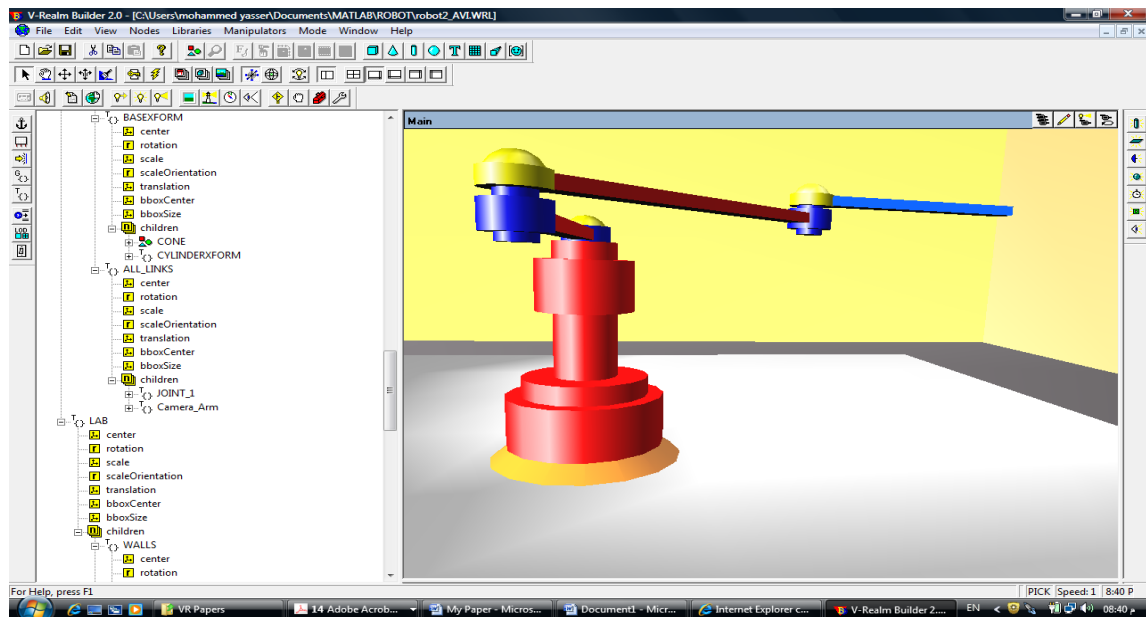 V-Realm Builder 2.0 - [C:\Users\mohammed yasser\Documents\MATLAB\ROBOT\robot2_AVI.WRL]
File Edit View Nodes Libraries Manipulators Mode Window Help
BASEXFORM
center
rotation
scale
scaleOrientation
translation
bboxCenter
bboxSize
children
CONE
CYLINDERXFORM
ALL_LINKS
center
rotation
scale
scaleOrientation
translation
bboxCenter
bboxSize
children
JOINT_1
Camera_Arm
LAB
center
rotation
scale
scaleOrientation
translation
bboxCenter
bboxSize
children
WALLS
center
rotation
Main
For Help, press F1
PICK Speed: 1 8:40 P
VR Papers
14 Adobe Acrob...
My Paper - Micros...
Document1 - Micr...
Internet Explorer c...
V-Realm Builder 2....
EN
08:40 م